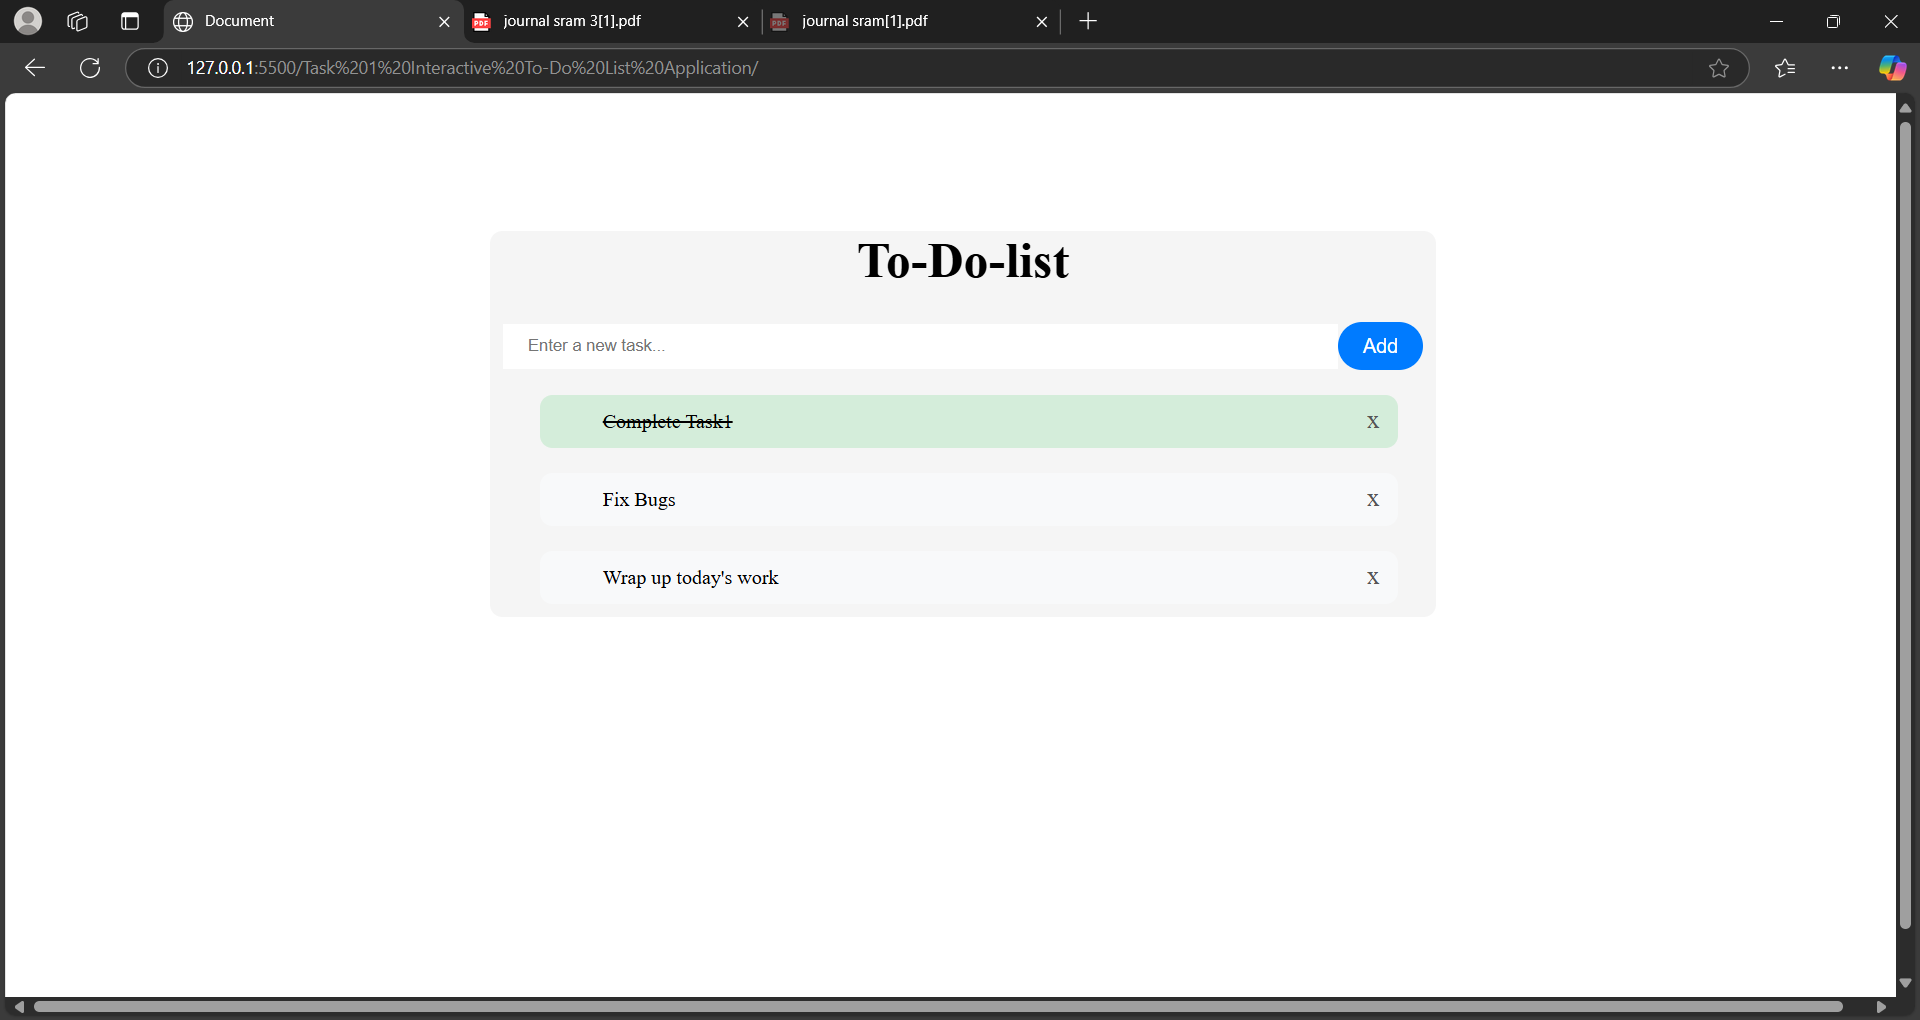 Document
journal sram 3[1].pdf
journal sram[1].pdf
127.0.0.1:5500/Task%201%20Interactive%20To-Do%20List%20Application/
To-Do-list
Enter a new task...
Add
Complete Task1
X
Fix Bugs
X
Wrap up today's work
X